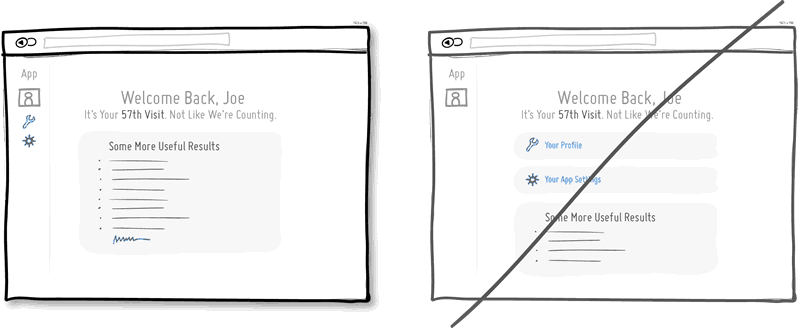 App
Welcome Back, Joe
It's Your 57th Visit. Not Like We're Counting.
Some More Useful Results
App
Welcome Back, Joe
It's Your 57th Visit. Not Like We're Counting.
Your Profile
Your App Settings
Some More Useful Results